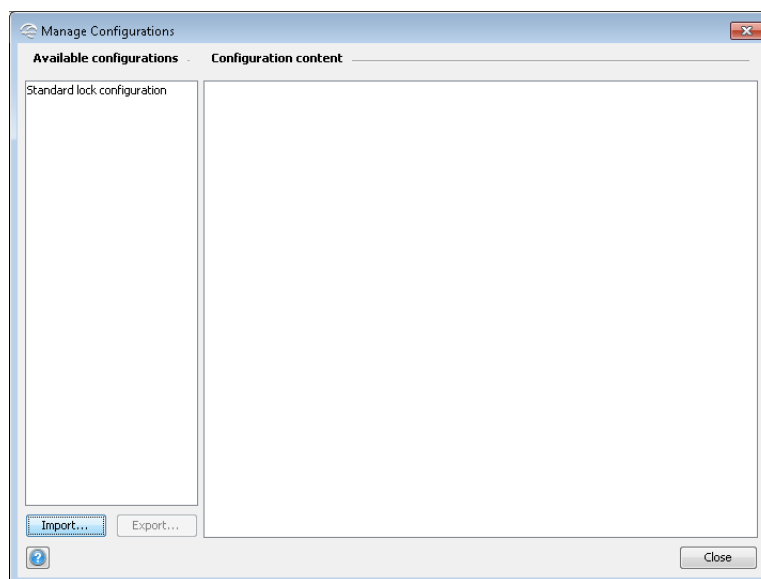 Manage Configurations
Available configurations
Configuration content
Standard lock configuration
Import...
Export...
Close